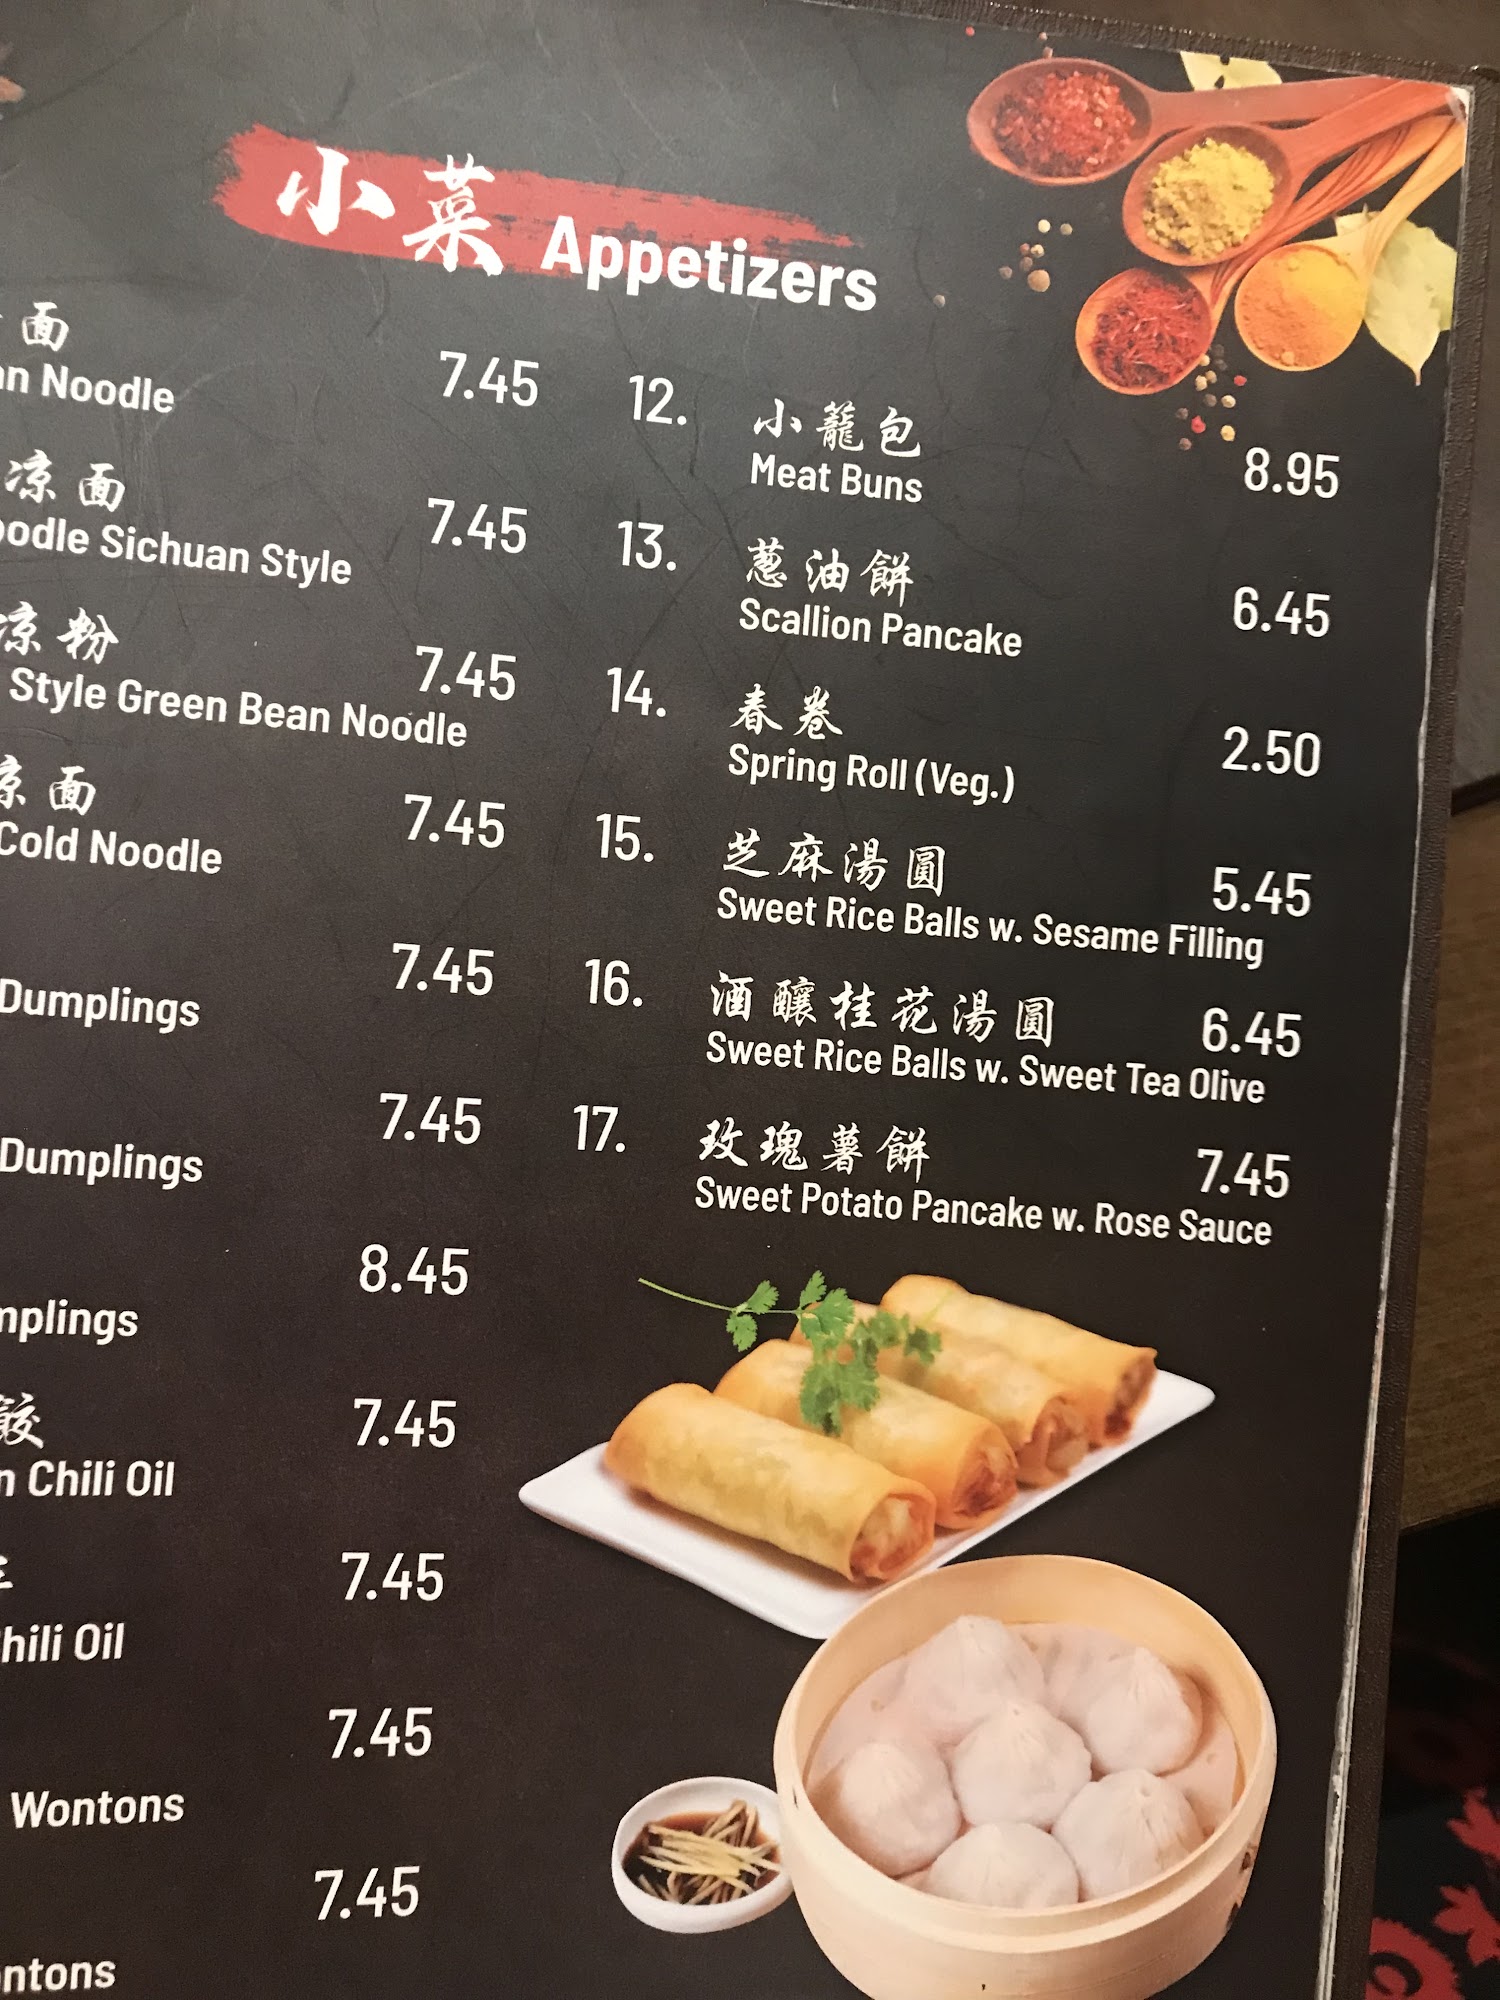 小菜 Appetizers
面
Noodle
7.45
凉面
Sichuan Style
7.45
凉粉
Style Green Bean Noodle
7.45
凉面
Cold Noodle
7.45
7.45
Dumplings
7.45
Dumplings
8.45
餃
7.45
Chili Oil
7.45
Oil
7.45
Wontons
7.45
12. 小籠包
Meat Buns
8.95
13. 蔥油餅
Scallion Pancake
6.45
14. 春卷
Spring Roll (Veg.)
2.50
15. 芝麻湯圓
Sweet Rice Balls w. Sesame Filling
5.45
16. 酒釀桂花湯圓
Sweet Rice Balls w. Sweet Tea Olive
6.45
17. 玫瑰薯餅
Sweet Potato Pancake w. Rose Sauce
7.45